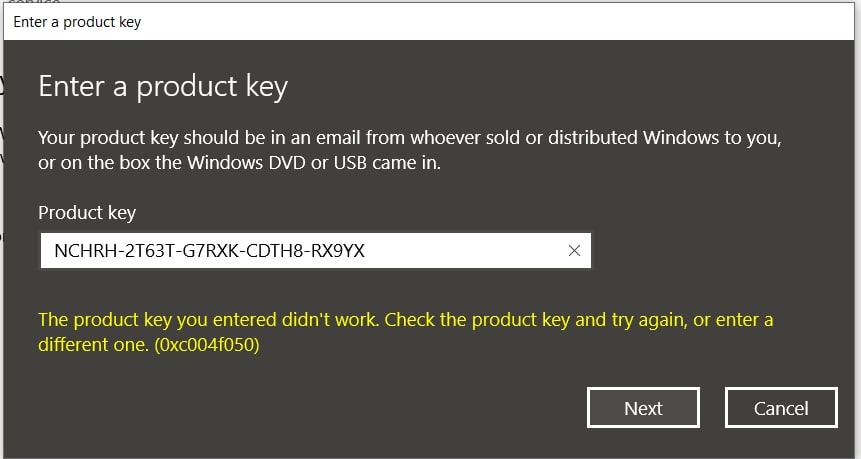 Enter a product key
Enter a product key
Your product key should be in an email from whoever sold or distributed Windows to you,
or on the box the Windows DVD or USB came in.
Product key
NCHRH-2T63T-G7RXK-CDTH8-RX9YX
The product key you entered didn't work. Check the product key and try again, or enter a
different one. (0xc004f050)
Next Cancel